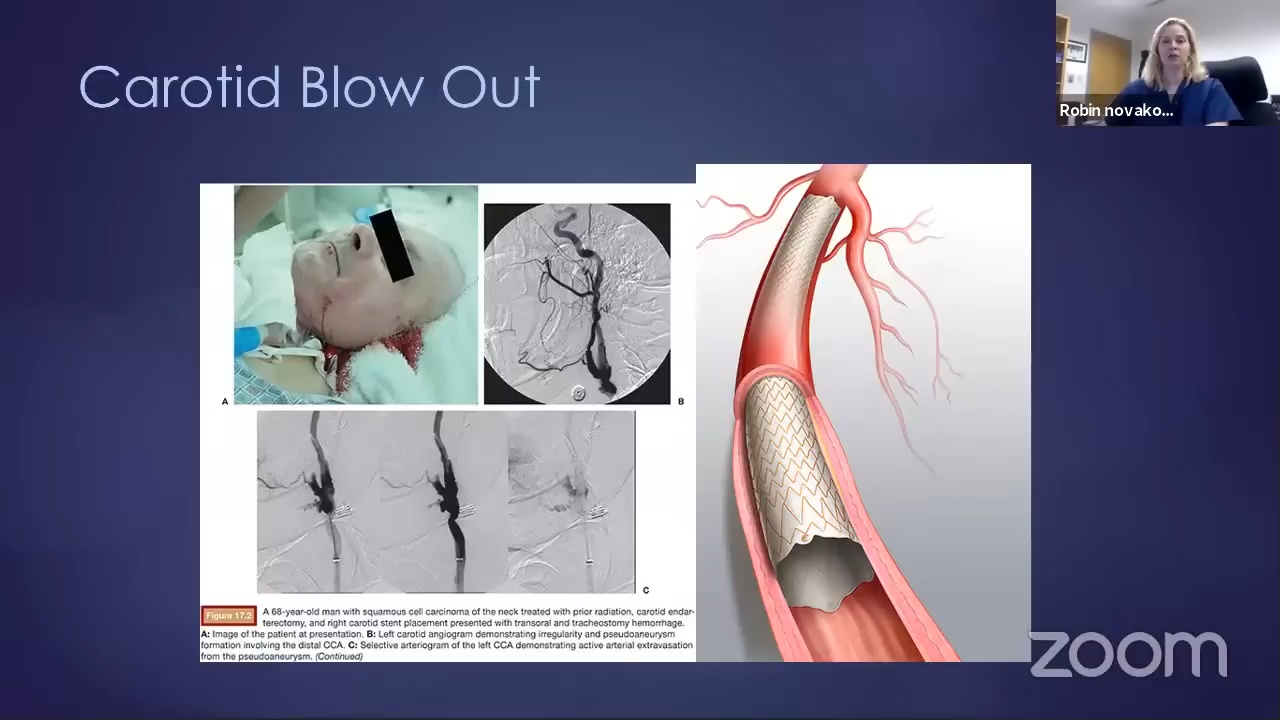 Carotid Blow Out
Robin novako...
A
B
C
Figure 17.2
A 68-year-old man with squamous cell carcinoma of the neck treated with prior radiation, carotid endar-
terectomy, and right carotid stent placement presented with transoral and tracheostomy hemorrhage.
A: Image of the patient at presentation. B: Left carotid angiogram demonstrating irregularity and pseudoaneurysm
formation involving the distal CCA. C: Selective arteriogram of the left CCA demonstrating active arterial extravasation
from the pseudoaneurysm. (Continued)
zoom